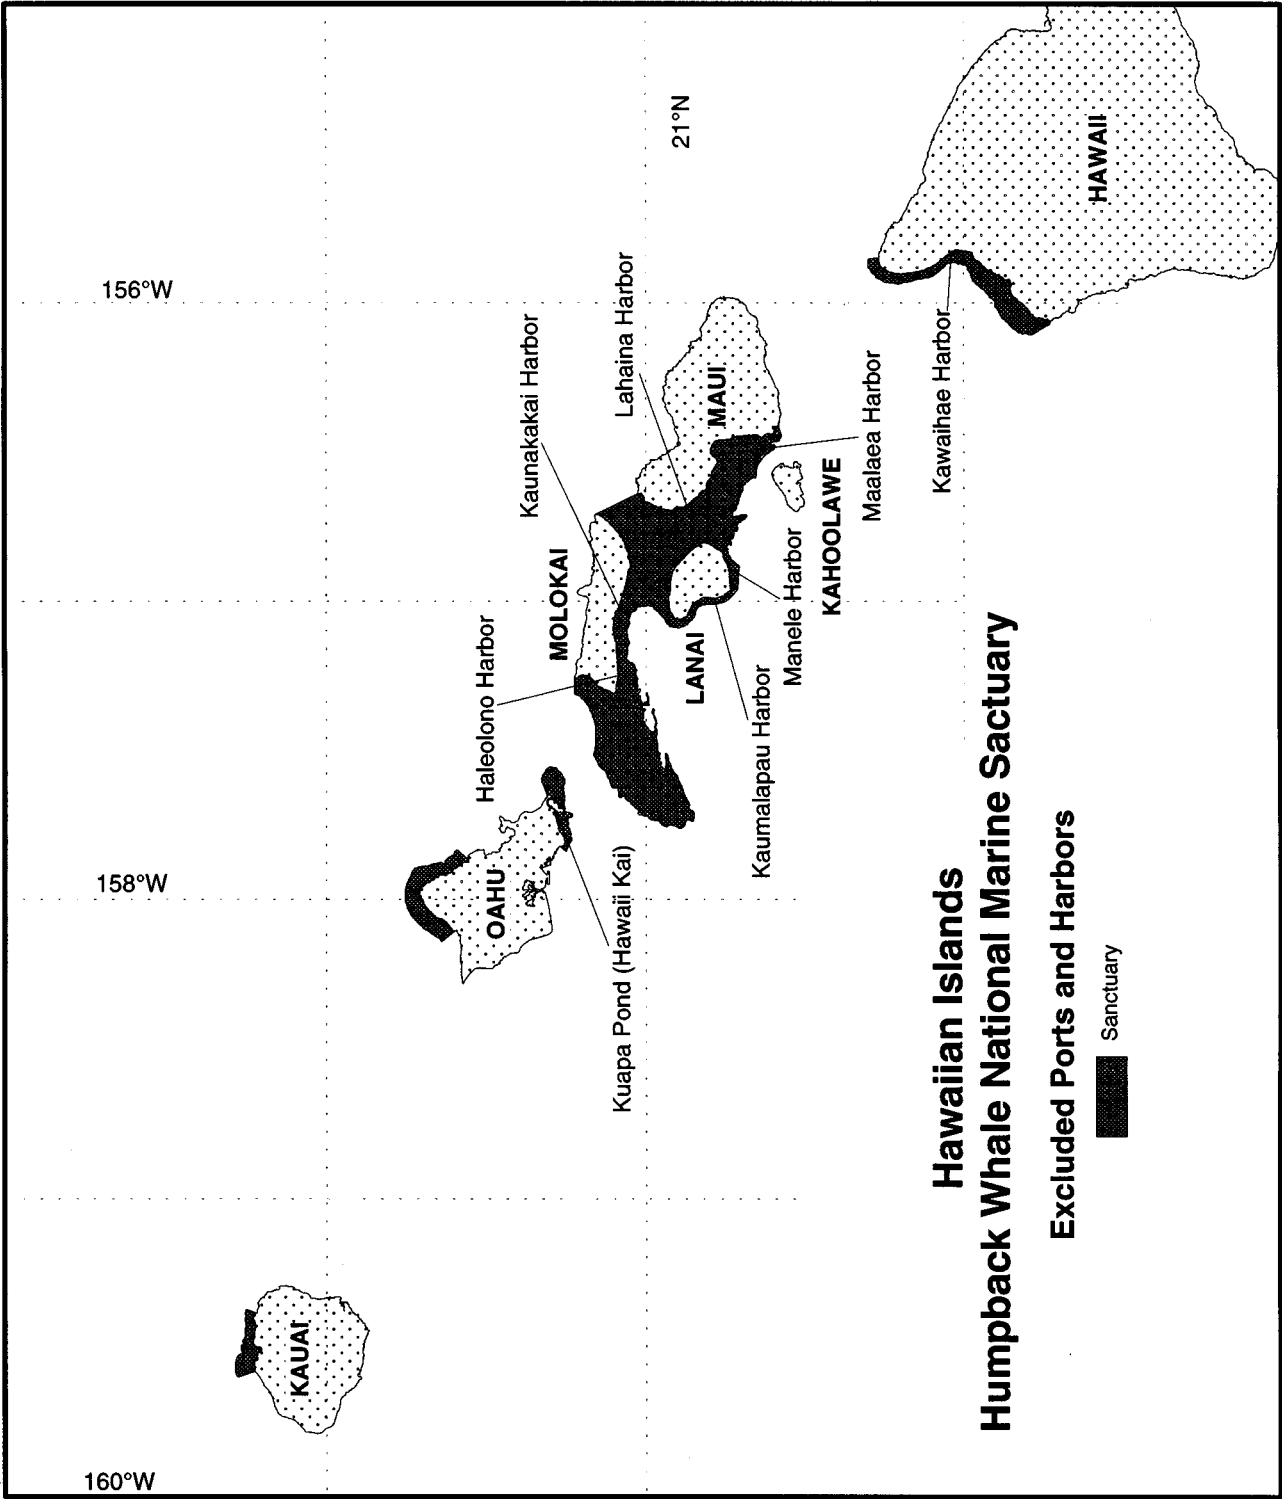 156°W
158°W
160°W
21°N
KAUAI
OAHU
MOLOKAI
LANAI
MAUI
KAHOOLAWE
HAWAII
Haleolono Harbor
Kaunakakai Harbor
Lahaina Harbor
Kuapa Pond (Hawaii Kai)
Kaumalapau Harbor
Manele Harbor
Maalaea Harbor
Kawaihae Harbor
Hawaiian Islands
Humpback Whale National Marine Sactuary
Excluded Ports and Harbors
Sanctuary